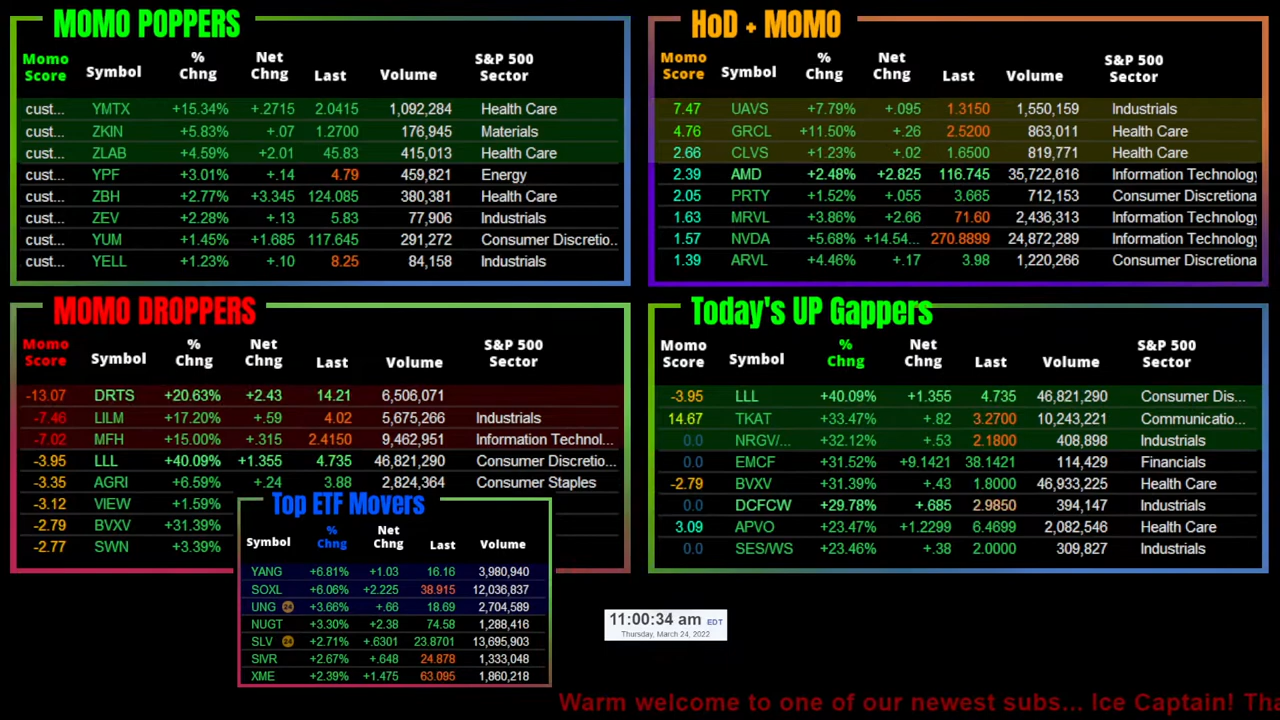 MOMO POPPERS
Momo Score Symbol % Chng Net Chng Last Volume S&P 500 Sector
cust... YMTX +15.34% +.2715 2.0415 1,092,284 Health Care
cust... ZKIN +5.83% +.07 1.2700 176,945 Materials
cust... ZLAB +4.59% +2.01 45.83 415,013 Health Care
cust... YPF +3.01% +.14 4.79 459,821 Energy
cust... ZBH +2.77% +3.345 124.085 380,381 Health Care
cust... ZEV +2.28% +.13 5.83 77,906 Industrials
cust... YUM +1.45% +1.685 117.645 291,272 Consumer Discretio..
cust... YELL +1.23% +.10 8.25 84,158 Industrials
HoD + MOMO
Momo Score Symbol % Chng Net Chng Last Volume S&P 500 Sector
7.47 UAVS +7.79% +.095 1.3150 1,550,159 Industrials
4.76 GRCL +11.50% +.26 2.5200 863,011 Health Care
2.66 CLVS +1.23% +.02 1.6500 819,771 Health Care
2.39 AMD +2.48% +2.825 116.745 35,722,616 Information Technology
2.05 PRTY +1.52% +.055 3.665 712,153 Consumer Discretiona
1.63 MRVL +3.86% +2.66 71.60 2,436,313 Information Technology
1.57 NVDA +5.68% +14.54... 270.8899 24,872,289 Information Technology
1.39 ARVL +4.46% +.17 3.98 1,220,266 Consumer Discretiona
MOMO DROPPERS
Momo Score Symbol % Chng Net Chng Last Volume S&P 500 Sector
-13.07 DRTS +20.63% +2.43 14.21 6,506,071
-7.46 LILM +17.20% +.59 4.02 5,675,266 Industrials
-7.02 MFH +15.00% +.315 2.4150 9,462,951 Information Technol...
-3.95 LLL +40.09% +1.355 4.735 46,821,290 Consumer Discretio...
-3.35 AGRI +6.59% +.24 3.88 2,824,364 Consumer Staples
-3.12 VIEW +1.59%
-2.79 BVXV +31.39%
-2.77 SWN +3.39%
Today's UP Gappers
Momo Score Symbol % Chng Net Chng Last Volume S&P 500 Sector
-3.95 LLL +40.09% +1.355 4.735 46,821,290 Consumer Dis...
14.67 TKAT +33.47% +.82 3.2700 10,243,221 Communicatio...
0.0 NRGV/... +32.12% +.53 2.1800 408,898 Industrials
0.0 EMCF +31.52% +9.1421 38.1421 114,429 Financials
-2.79 BVXV +31.39% +.43 1.8000 46,933,225 Health Care
0.0 DCFCW +29.78% +.685 2.9850 394,147 Industrials
3.09 APVO +23.47% +1.2299 6.4699 2,082,546 Health Care
0.0 SES/WS +23.46% +.38 2.0000 309,827 Industrials
Top ETF Movers
Symbol % Chng Net Chng Last Volume
YANG +6.81% +1.03 16.16 3,980,940
SOXL +6.06% +2.225 38.915 12,036,837
UNG 24 +3.66% +.66 18.69 2,704,589
NUGT +3.30% +2.38 74.58 1,288,416
SLV 24 +2.71% +.6301 23.8701 13,695,903
SIVR +2.67% +.648 24.878 1,333,048
XME +2.39% +1.475 63.095 1,860,218
11:00:34 am EDT
Thursday, March 24, 2022
Warm welcome to one of our newest subs... Ice Captain! Tha